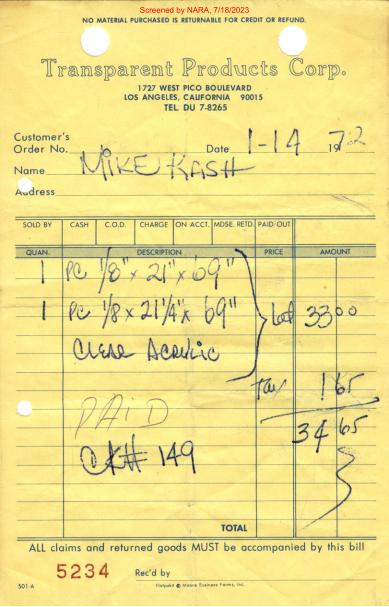 Screened by NARA, 7/18/2023
NO MATERIAL PURCHASED IS RETURNABLE FOR CREDIT OR REFUND.
Transparent Products Corp.
1727 WEST PICO BOULEVARD
LOS ANGELES, CALIFORNIA 90015
TEL. DU 7-8265
Customer's
Order No. Date 1-14 1972
Name MIKE KASH
Address
SOLD BY CASH C.O.D. CHARGE ON ACCT. MDSE. RETD. PAID OUT
QUAN. DESCRIPTION PRICE AMOUNT
1 PC 1/8" x 21" x 69"
1 PC 1/8 x 21 1/4" x 69" Lot 33 00
Clear Acrylic
Tax 1 65
PAID 34 65
CK# 149
TOTAL
ALL claims and returned goods MUST be accompanied by this bill
5234 Rec'd by
501-A Flatpakit © Moore Business Forms, Inc.